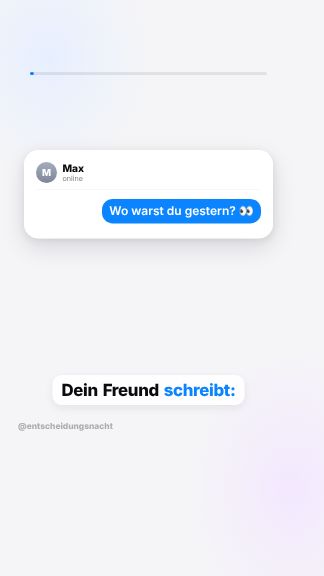 M
Max
online
Wo warst du gestern? 👀
Dein Freund schreibt:
@entscheidungsnacht